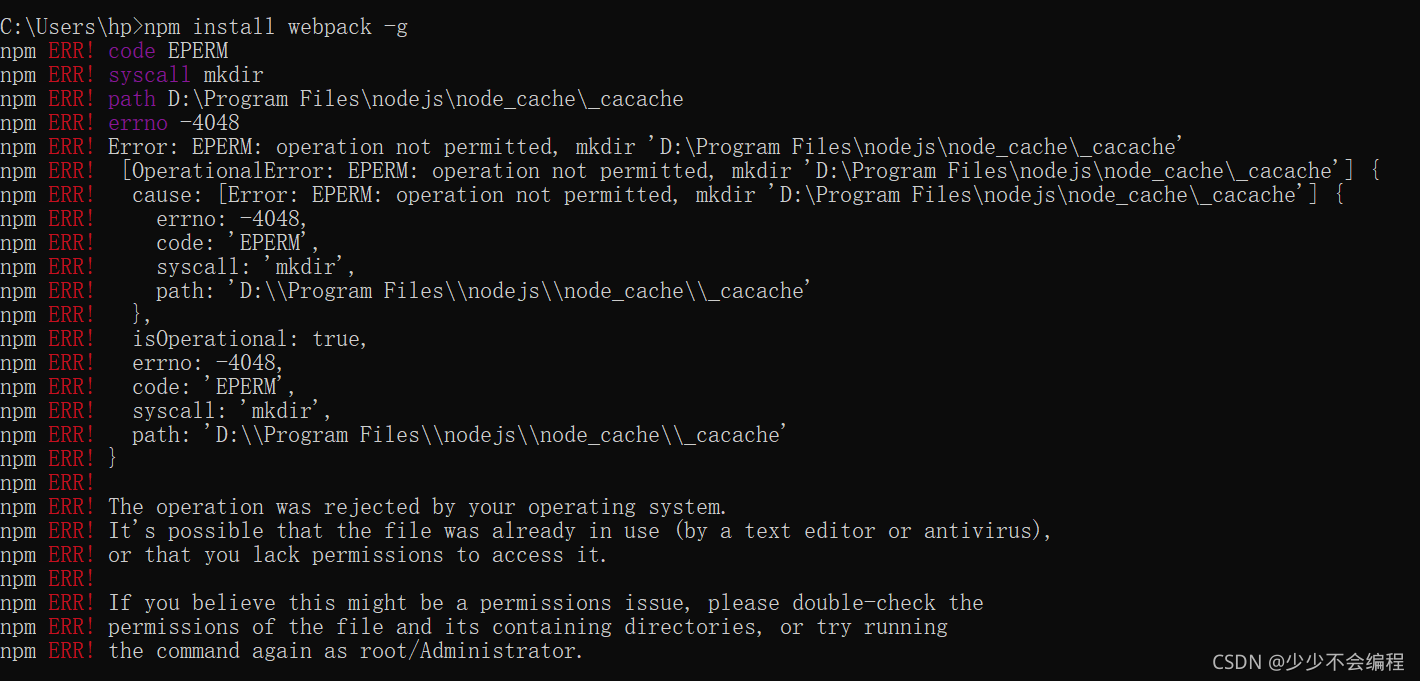 C:\Users\hp>npm install webpack -g
npm ERR! code EPERM
npm ERR! syscall mkdir
npm ERR! path D:\Program Files\nodejs\node_cache\_cacache
npm ERR! errno -4048
npm ERR! Error: EPERM: operation not permitted, mkdir 'D:\Program Files\nodejs\node_cache\_cacache'
npm ERR!  [OperationalError: EPERM: operation not permitted, mkdir 'D:\Program Files\nodejs\node_cache\_cacache'] {
npm ERR!   cause: [Error: EPERM: operation not permitted, mkdir 'D:\Program Files\nodejs\node_cache\_cacache'] {
npm ERR!     errno: -4048,
npm ERR!     code: 'EPERM',
npm ERR!     syscall: 'mkdir',
npm ERR!     path: 'D:\\Program Files\\nodejs\\node_cache\\_cacache'
npm ERR!   },
npm ERR!   isOperational: true,
npm ERR!   errno: -4048,
npm ERR!   code: 'EPERM',
npm ERR!   syscall: 'mkdir',
npm ERR!   path: 'D:\\Program Files\\nodejs\\node_cache\\_cacache'
npm ERR! }
npm ERR!
npm ERR! The operation was rejected by your operating system.
npm ERR! It's possible that the file was already in use (by a text editor or antivirus),
npm ERR! or that you lack permissions to access it.
npm ERR!
npm ERR! If you believe this might be a permissions issue, please double-check the
npm ERR! permissions of the file and its containing directories, or try running
npm ERR! the command again as root/Administrator.
CSDN @少少不会编程